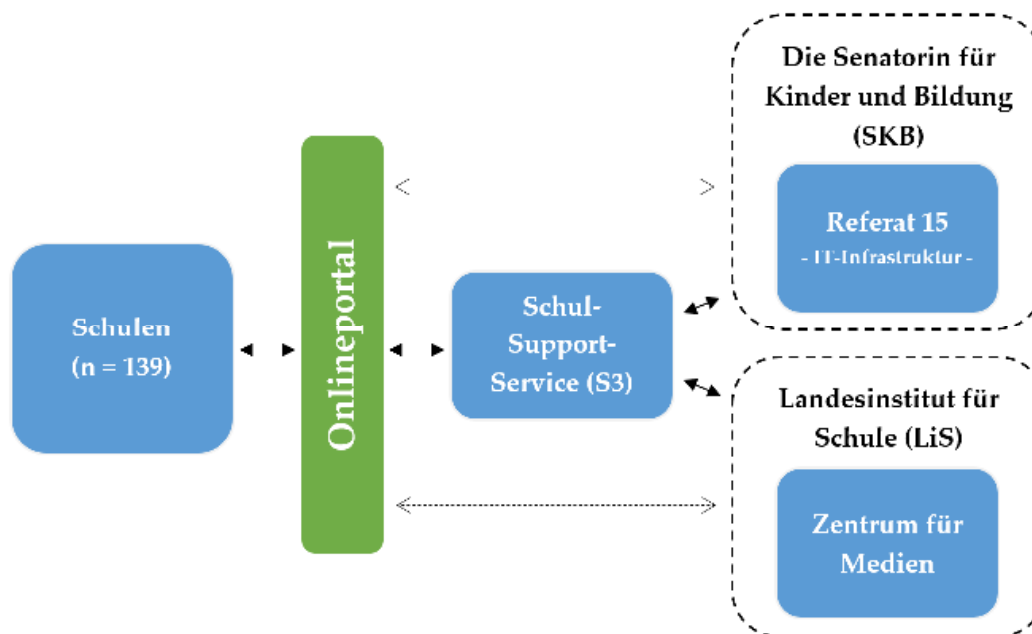 Schulen
(n = 139)
Onlineportal
Schul-
Support-
Service (S3)
Die Senatorin für
Kinder und Bildung
(SKB)
Referat 15
- IT-Infrastruktur -
Landesinstitut für
Schule (LiS)
Zentrum für
Medien